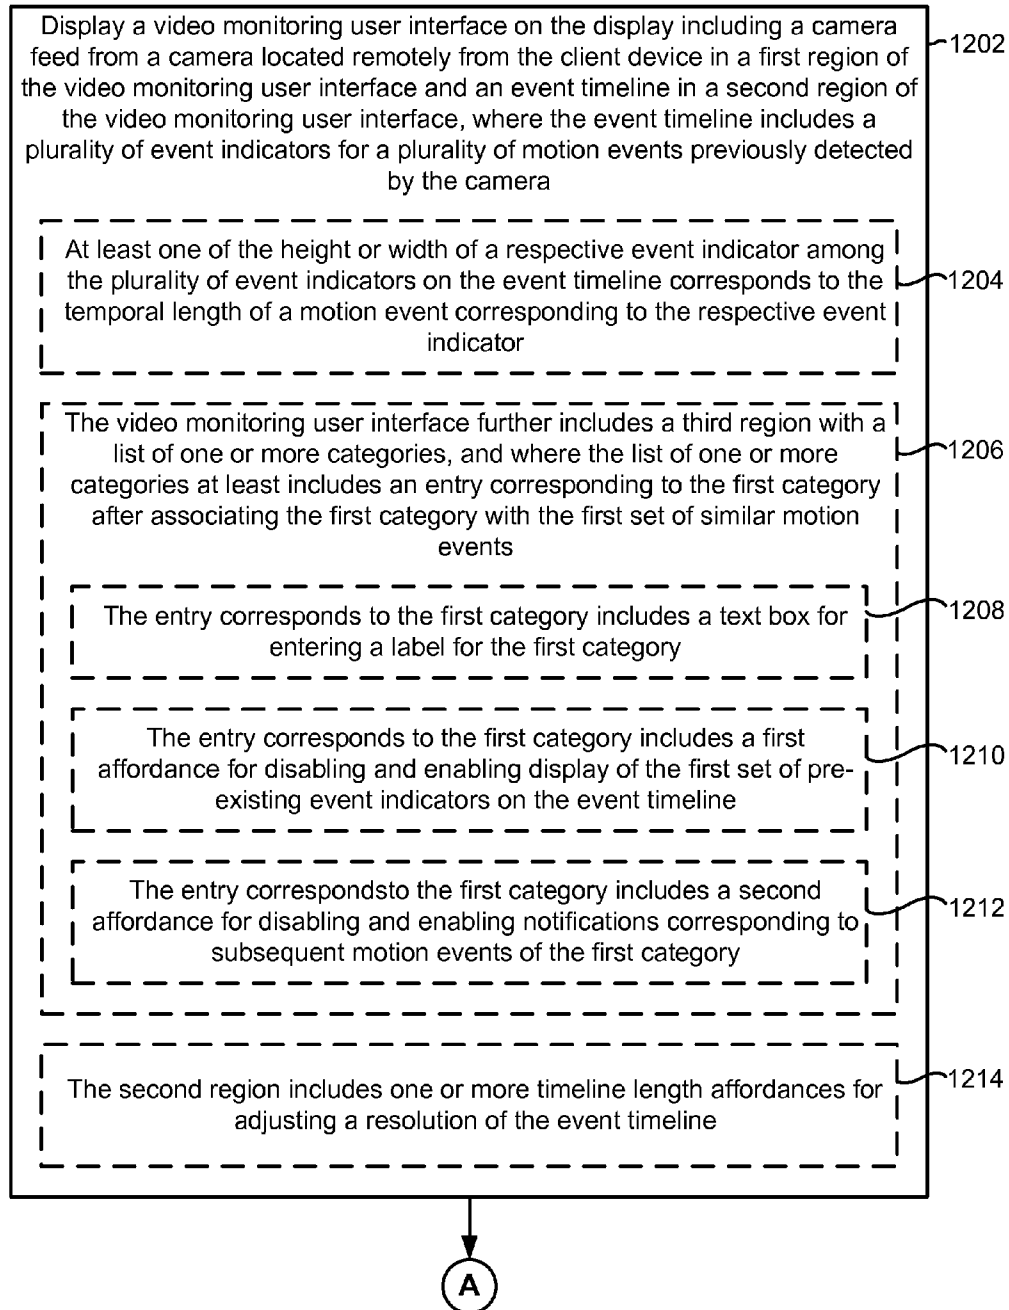 Display a video monitoring user interface on the display including a camera
feed from a camera located remotely from the client device in a first region of
the video monitoring user interface and an event timeline in a second region of
the video monitoring user interface, where the event timeline includes a
plurality of event indicators for a plurality of motion events previously detected
by the camera
1202
At least one of the height or width of a respective event indicator among
the plurality of event indicators on the event timeline corresponds to the
temporal length of a motion event corresponding to the respective event
indicator
1204
The video monitoring user interface further includes a third region with a
list of one or more categories, and where the list of one or more
categories at least includes an entry corresponding to the first category
after associating the first category with the first set of similar motion
events
1206
The entry corresponds to the first category includes a text box for
entering a label for the first category
1208
The entry corresponds to the first category includes a first
affordance for disabling and enabling display of the first set of pre-
existing event indicators on the event timeline
1210
The entry correspondsto the first category includes a second
affordance for disabling and enabling notifications corresponding to
subsequent motion events of the first category
1212
The second region includes one or more timeline length affordances for
adjusting a resolution of the event timeline
1214
A